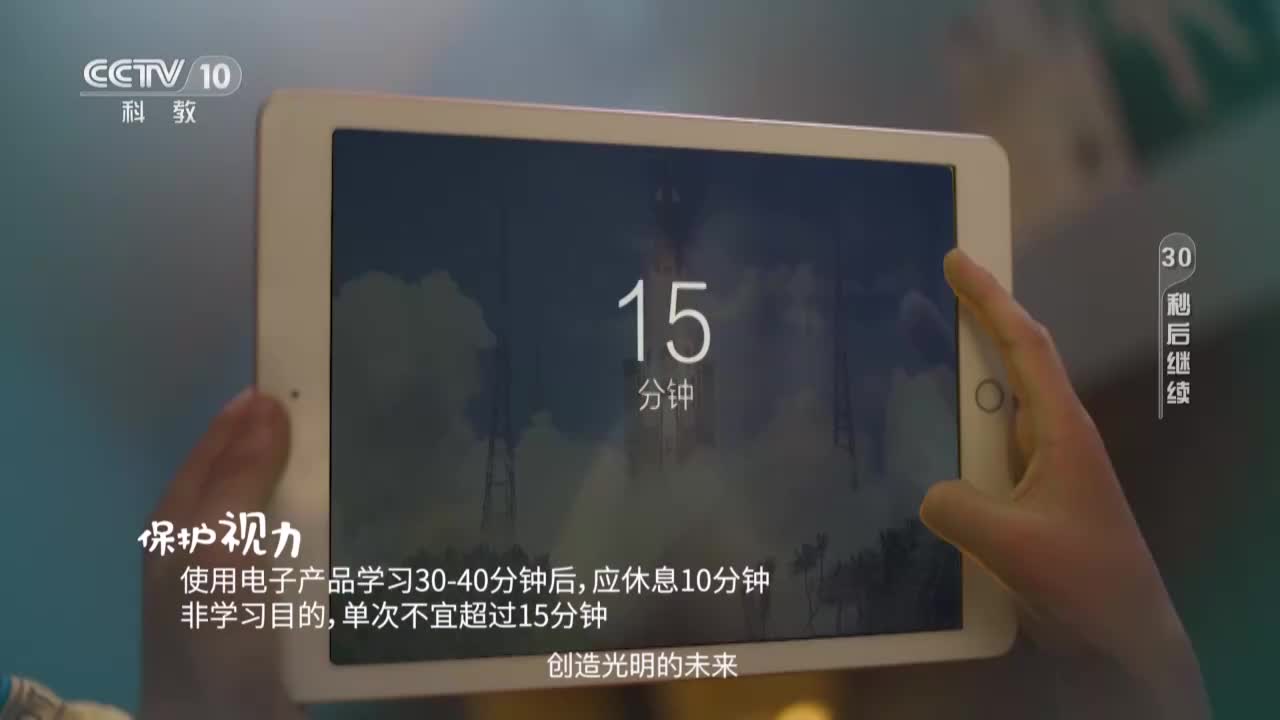 CCTV 10
科教
30
秒后继续
15
分钟
保护视力
使用电子产品学习30-40分钟后，应休息10分钟
非学习目的，单次不宜超过15分钟
创造光明的未来